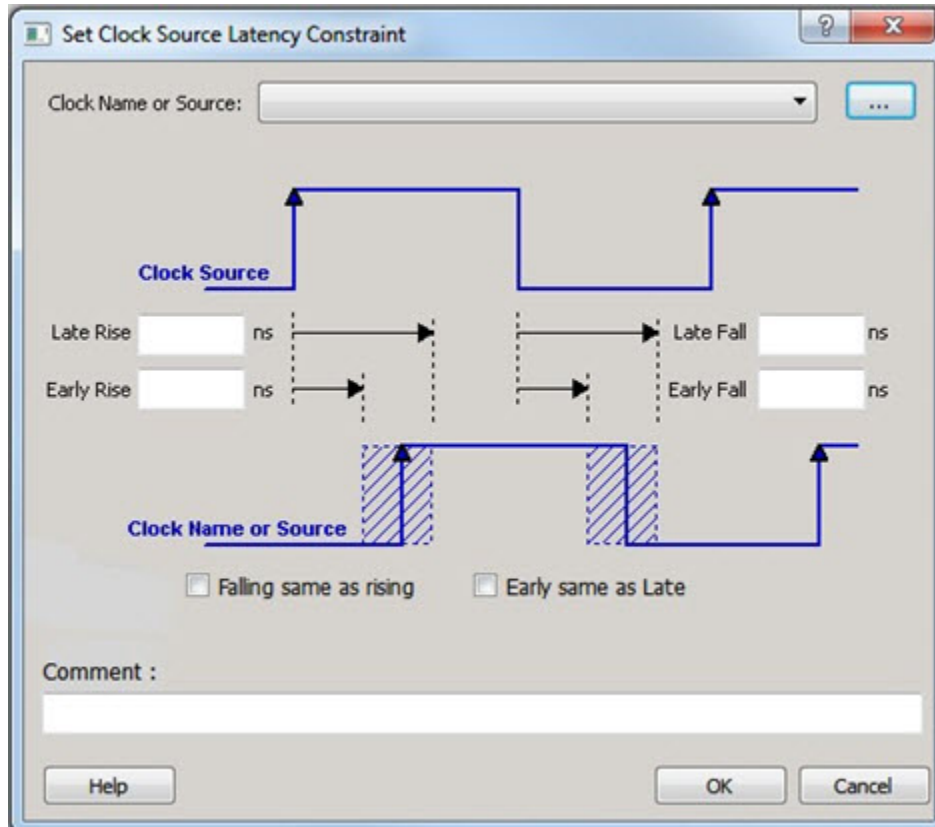 Set Clock Source Latency Constraint
?
Clock Name or Source:
...
Clock Source
Late Rise ns Late Fall ns
Early Rise ns Early Fall ns
Clock Name or Source
Falling same as rising Early same as Late
Comment :
Help OK Cancel